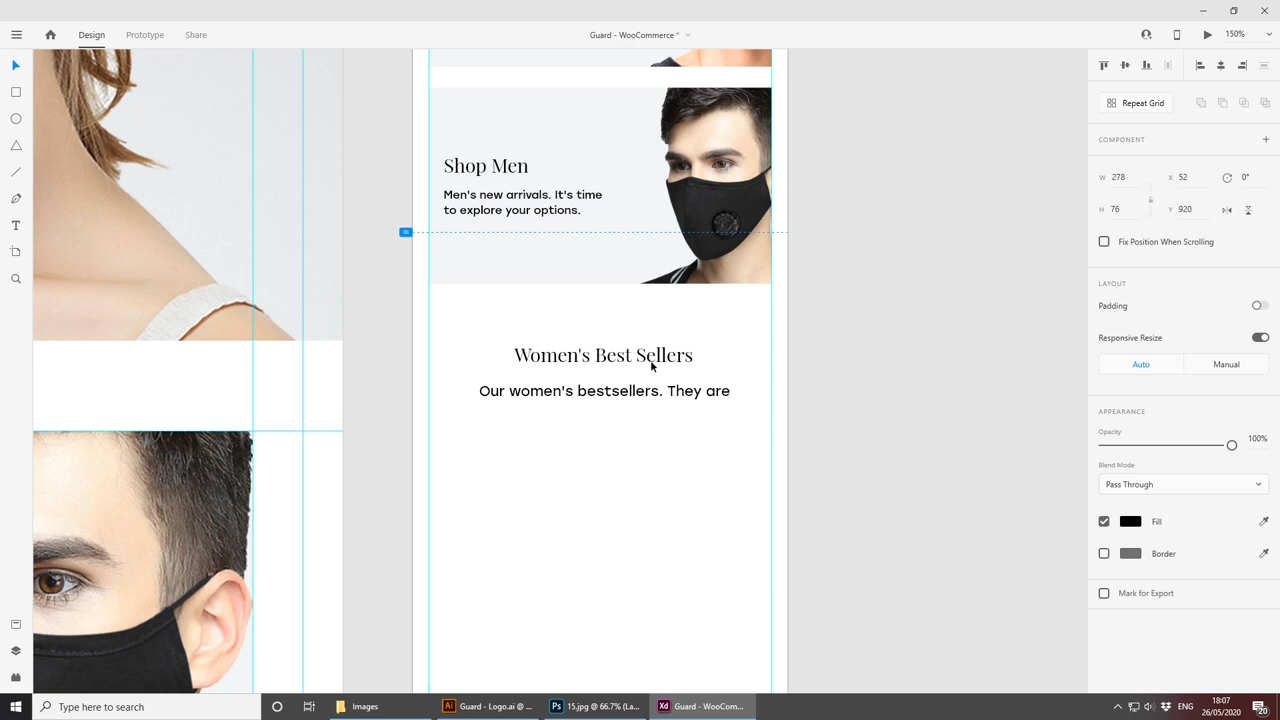 Design
Prototype
Share
Guard - WooCommerce *
150%
Repeat Grid
COMPONENT
W 278
X 52
0°
H 76
920
Fix Position When Scrolling
LAYOUT
Padding
Responsive Resize
Auto
Manual
APPEARANCE
Opacity
100%
Blend Mode
Pass Through
Fill
Border
Mark for Export
Shop Men
Men's new arrivals. It's time
to explore your options.
Women's Best Sellers
Our women's bestsellers. They are
T
Type here to search
Images
Ai
Guard - Logo.ai @ ...
Ps
15.jpg @ 66.7% (La...
Xd
Guard - WooCom...
ENG
18:07
26/05/2020
20